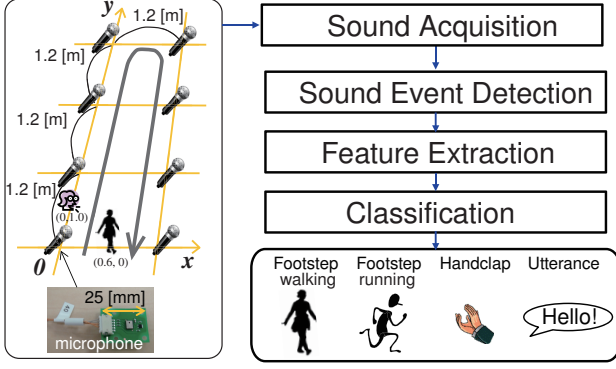 y
1.2 [m]
1.2 [m]
1.2 [m]
1.2 [m]
(0,1.0)
0
(0.6, 0)
x
25 [mm]
microphone
Sound Acquisition
Sound Event Detection
Feature Extraction
Classification
Footstep
walking
Footstep
running
Handclap
Utterance
Hello!